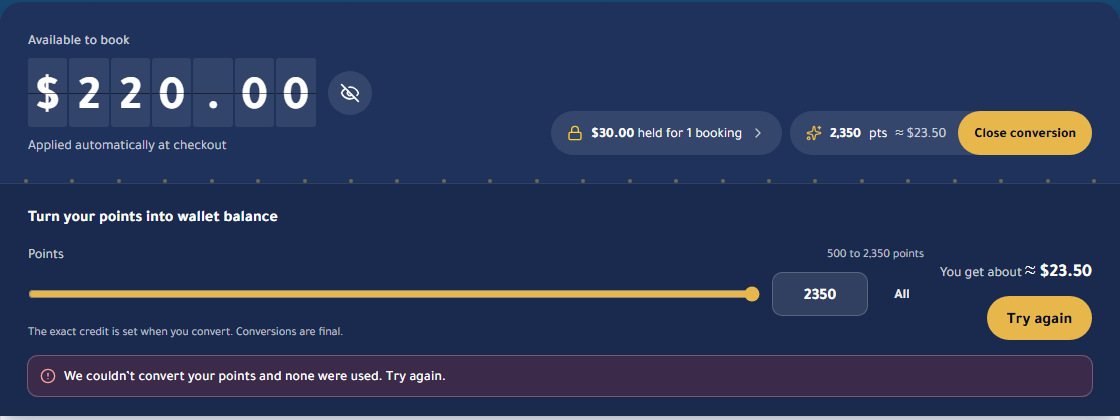 Available to book
$220.00
Applied automatically at checkout
$30.00 held for 1 booking
2,350 pts ≈ $23.50
Close conversion
Turn your points into wallet balance
Points
500 to 2,350 points
You get about ≈ $23.50
2350
All
Try again
The exact credit is set when you convert. Conversions are final.
We couldn't convert your points and none were used. Try again.